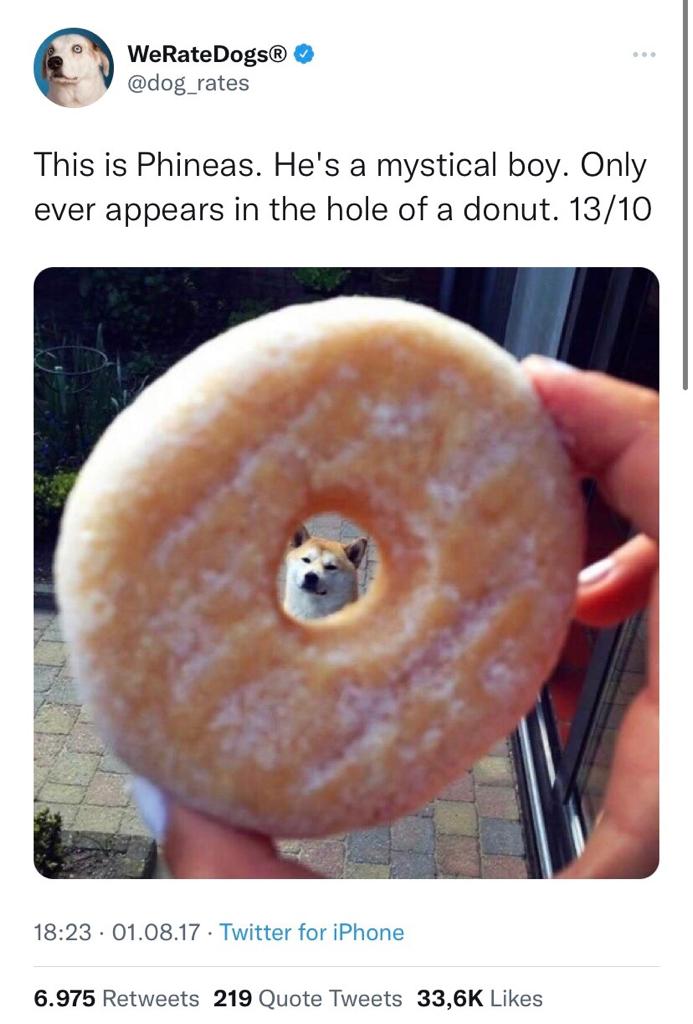 WeRateDogs®
@dog_rates
This is Phineas. He's a mystical boy. Only
ever appears in the hole of a donut. 13/10
18:23 · 01.08.17 · Twitter for iPhone
6.975 Retweets 219 Quote Tweets 33,6K Likes